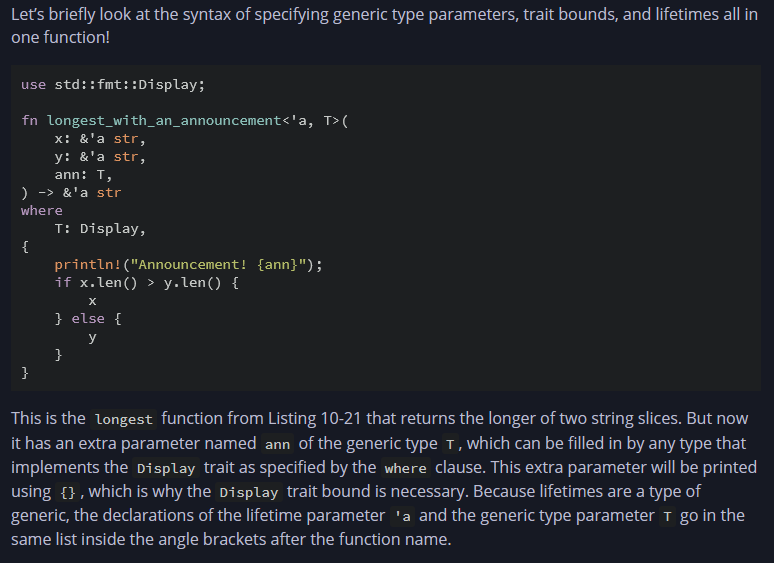 Let’s briefly look at the syntax of specifying generic type parameters, trait bounds, and lifetimes all in
one function!
use std::fmt::Display;
fn longest_with_an_announcement<'a, T>(
    x: &'a str,
    y: &'a str,
    ann: T,
) -> &'a str
where
    T: Display,
{
    println!("Announcement! {ann}");
    if x.len() > y.len() {
        x
    } else {
        y
    }
}
This is the longest function from Listing 10-21 that returns the longer of two string slices. But now
it has an extra parameter named ann of the generic type T, which can be filled in by any type that
implements the Display trait as specified by the where clause. This extra parameter will be printed
using {}, which is why the Display trait bound is necessary. Because lifetimes are a type of
generic, the declarations of the lifetime parameter 'a and the generic type parameter T go in the
same list inside the angle brackets after the function name.